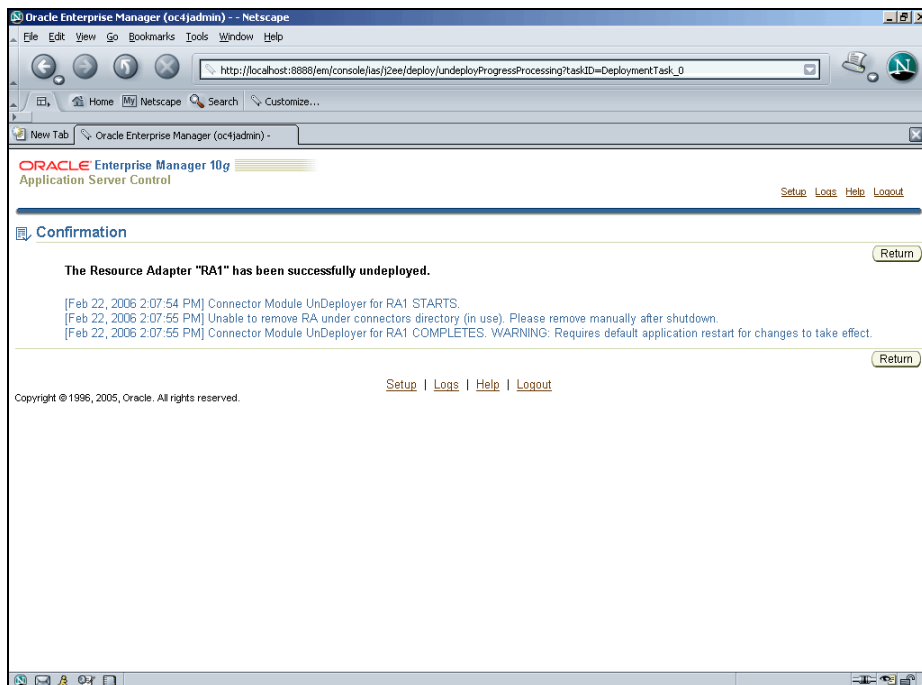 Oracle Enterprise Manager (oc4jadmin) - - Netscape
File Edit View Go Bookmarks Tools Window Help
http://localhost:8888/em/console/ias/j2ee/deploy/undeployProgressProcessing?taskID=DeploymentTask_0
Home My Netscape Search Customize...
New Tab Oracle Enterprise Manager (oc4jadmin) -
ORACLE Enterprise Manager 10g
Application Server Control
Setup Logs Help Logout
Confirmation
Return
The Resource Adapter "RA1" has been successfully undeployed.
[Feb 22, 2006 2:07:54 PM] Connector Module UnDeployer for RA1 STARTS.
[Feb 22, 2006 2:07:55 PM] Unable to remove RA under connectors directory (in use). Please remove manually after shutdown.
[Feb 22, 2006 2:07:55 PM] Connector Module UnDeployer for RA1 COMPLETES. WARNING: Requires default application restart for changes to take effect.
Return
Setup | Logs | Help | Logout
Copyright © 1996, 2005, Oracle. All rights reserved.